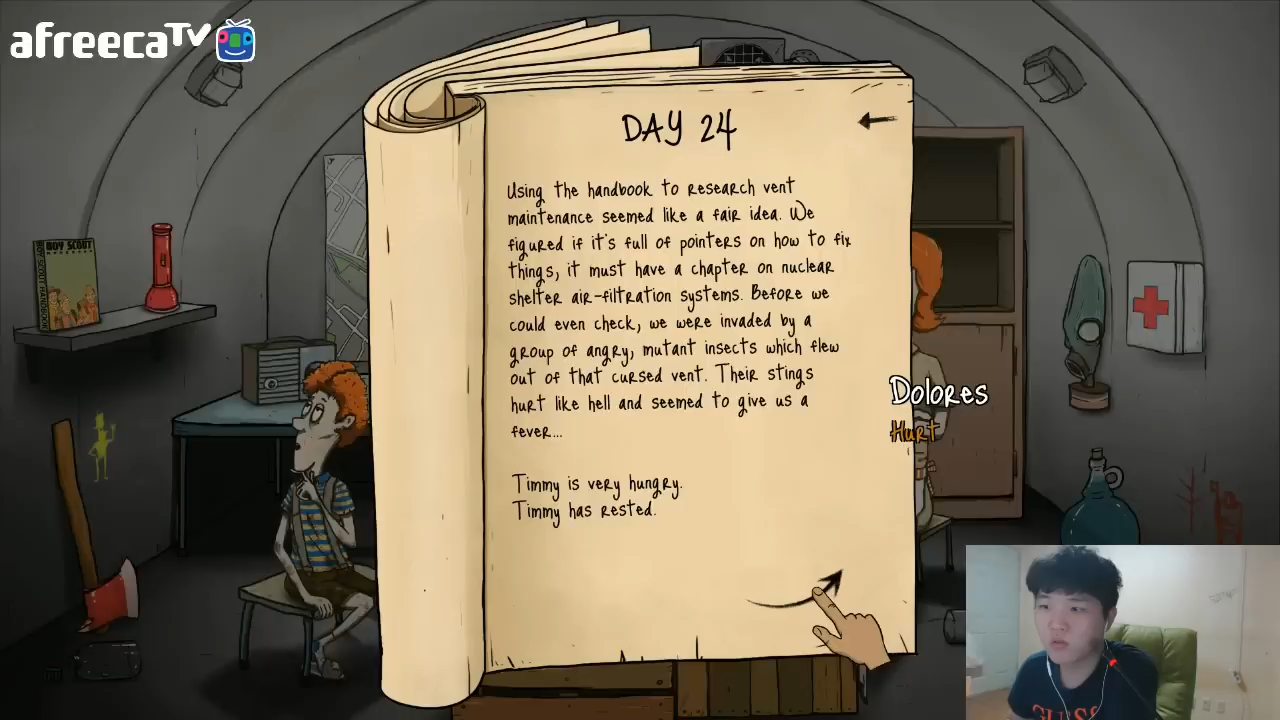 afreecaTV
DAY 24
Using the handbook to research vent
maintenance seemed like a fair idea. We
figured if it's full of pointers on how to fix
things, it must have a chapter on nuclear
shelter air-filtration systems. Before we
could even check, we were invaded by a
group of angry, mutant insects which flew
out of that cursed vent. Their stings
hurt like hell and seemed to give us a
fever...
Timmy is very hungry.
Timmy has rested.
BOY SCOUT
BOY SCOUT HANDBOOK
Dolores
Hurt
GUESS